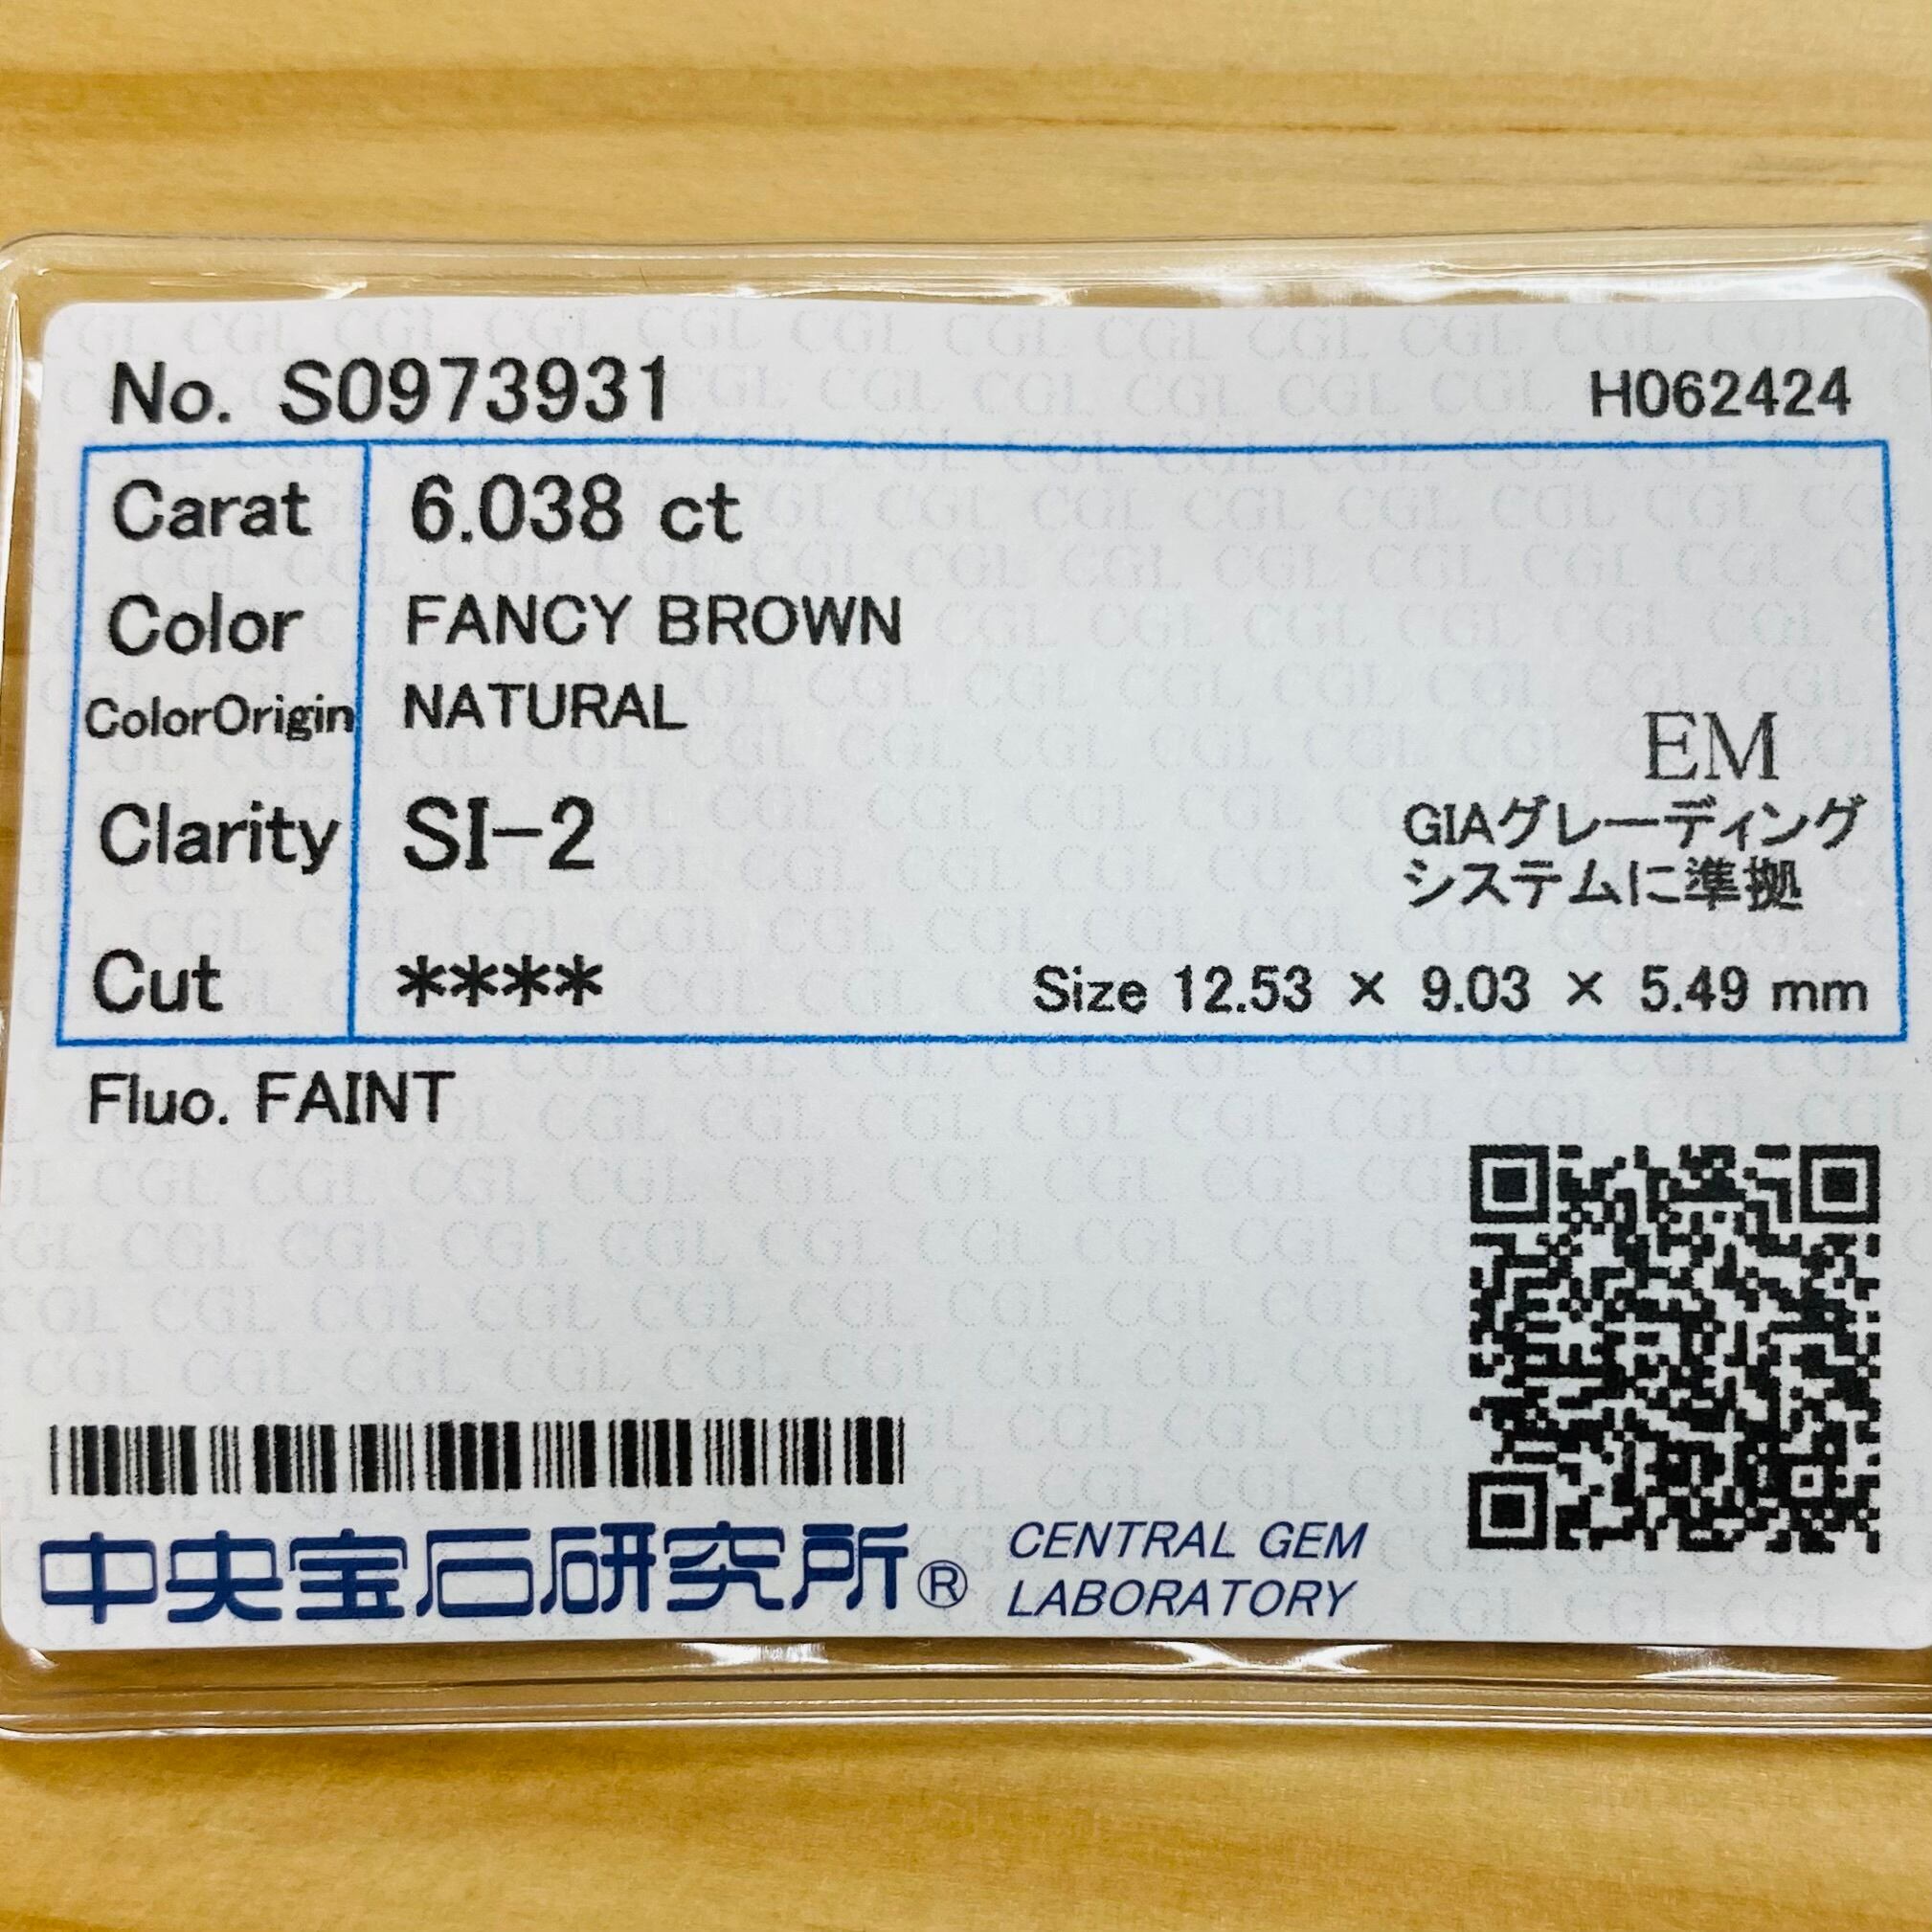 No. S0973931 H062424
Carat 6.038 ct
Color FANCY BROWN
ColorOrigin NATURAL
EM
Clarity SI-2
GIAグレーディング
システムに準拠
Cut **** Size 12.53 × 9.03 × 5.49 mm
Fluo. FAINT
中央宝石研究所® CENTRAL GEM
LABORATORY